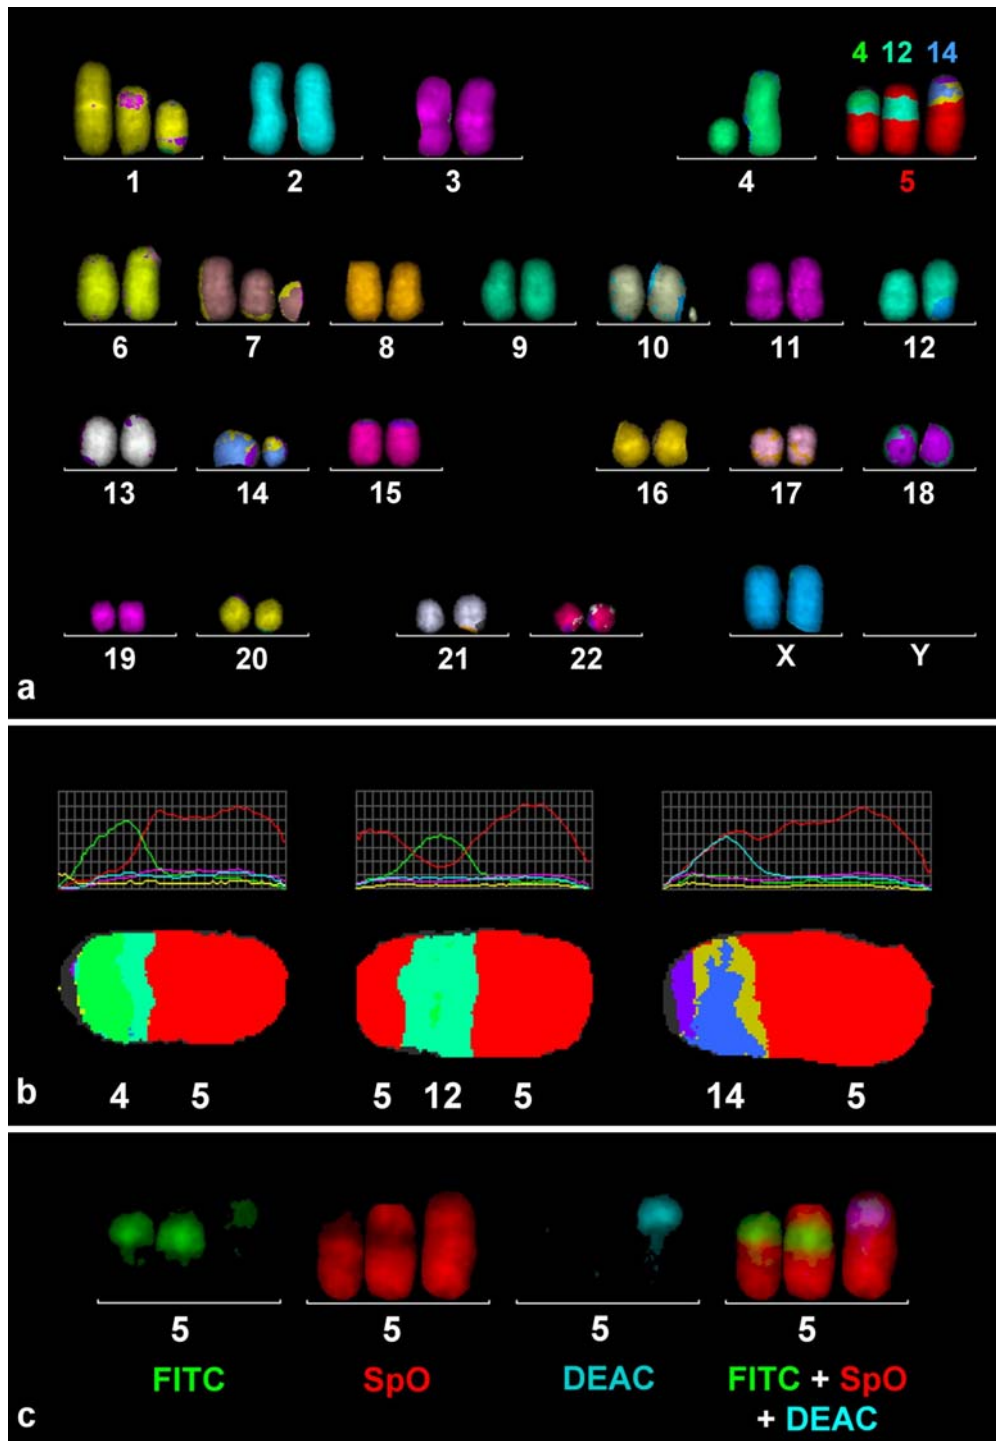 4 12 14
1 2 3 4 5
6 7 8 9 10 11 12
13 14 15 16 17 18
19 20 21 22 X Y
a
4 5 5 12 5 14 5
b
5 5 5 5
FITC SpO DEAC FITC + SpO
+ DEAC
c